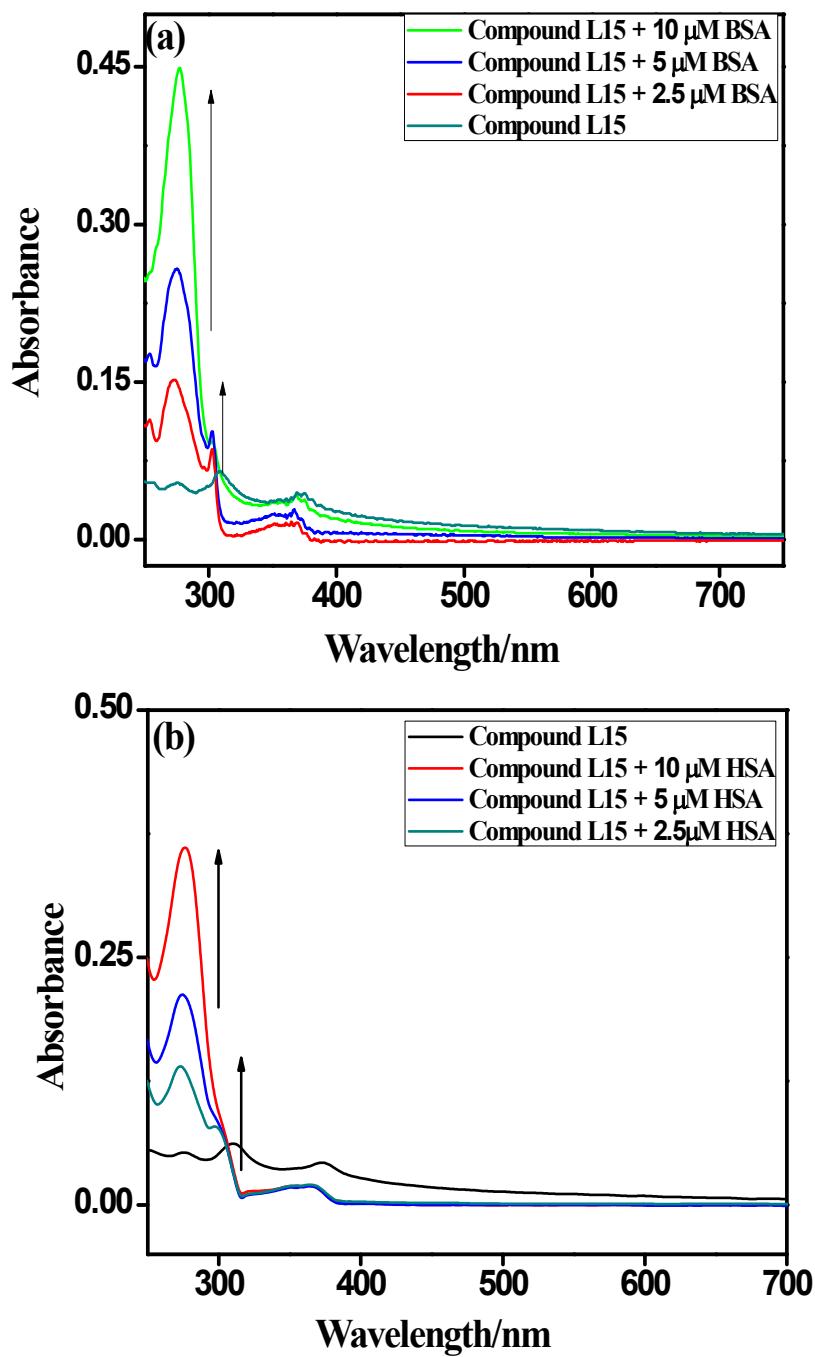 (a)
Compound L15 + 10 μM BSA
Compound L15 + 5 μM BSA
Compound L15 + 2.5 μM BSA
Compound L15
0.45
0.30
0.15
0.00
Absorbance
300 400 500 600 700
Wavelength/nm
(b)
Compound L15
Compound L15 + 10 μM HSA
Compound L15 + 5 μM HSA
Compound L15 + 2.5μM HSA
0.50
0.25
0.00
Absorbance
300 400 500 600 700
Wavelength/nm